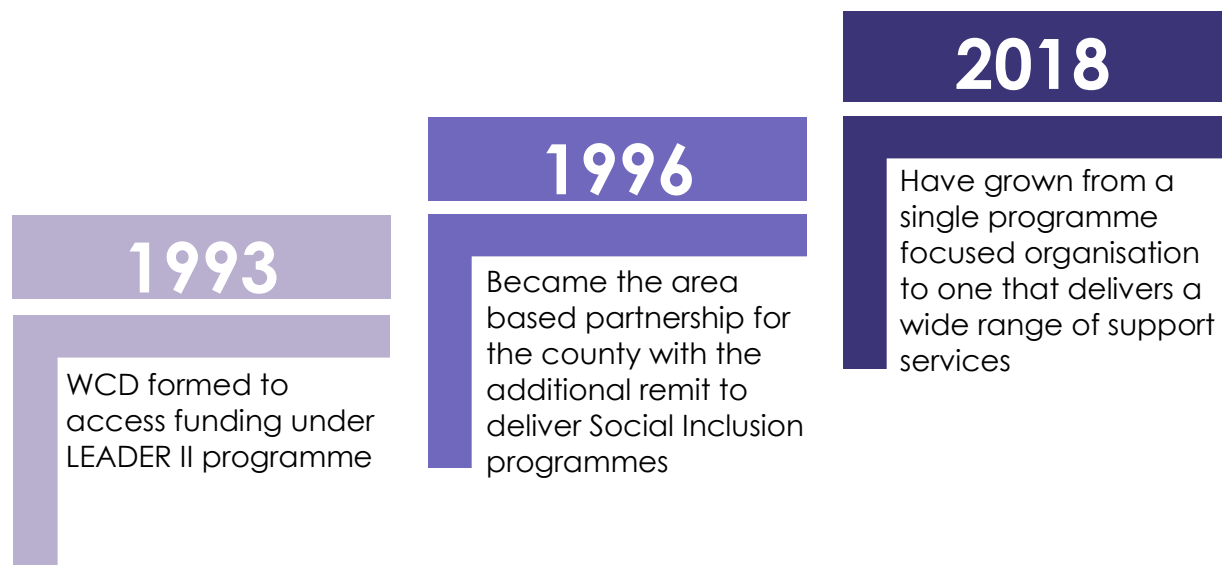 1993
WCD formed to
access funding under
LEADER II programme
1996
Became the area
based partnership for
the county with the
additional remit to
deliver Social Inclusion
programmes
2018
Have grown from a
single programme
focused organisation
to one that delivers a
wide range of support
services